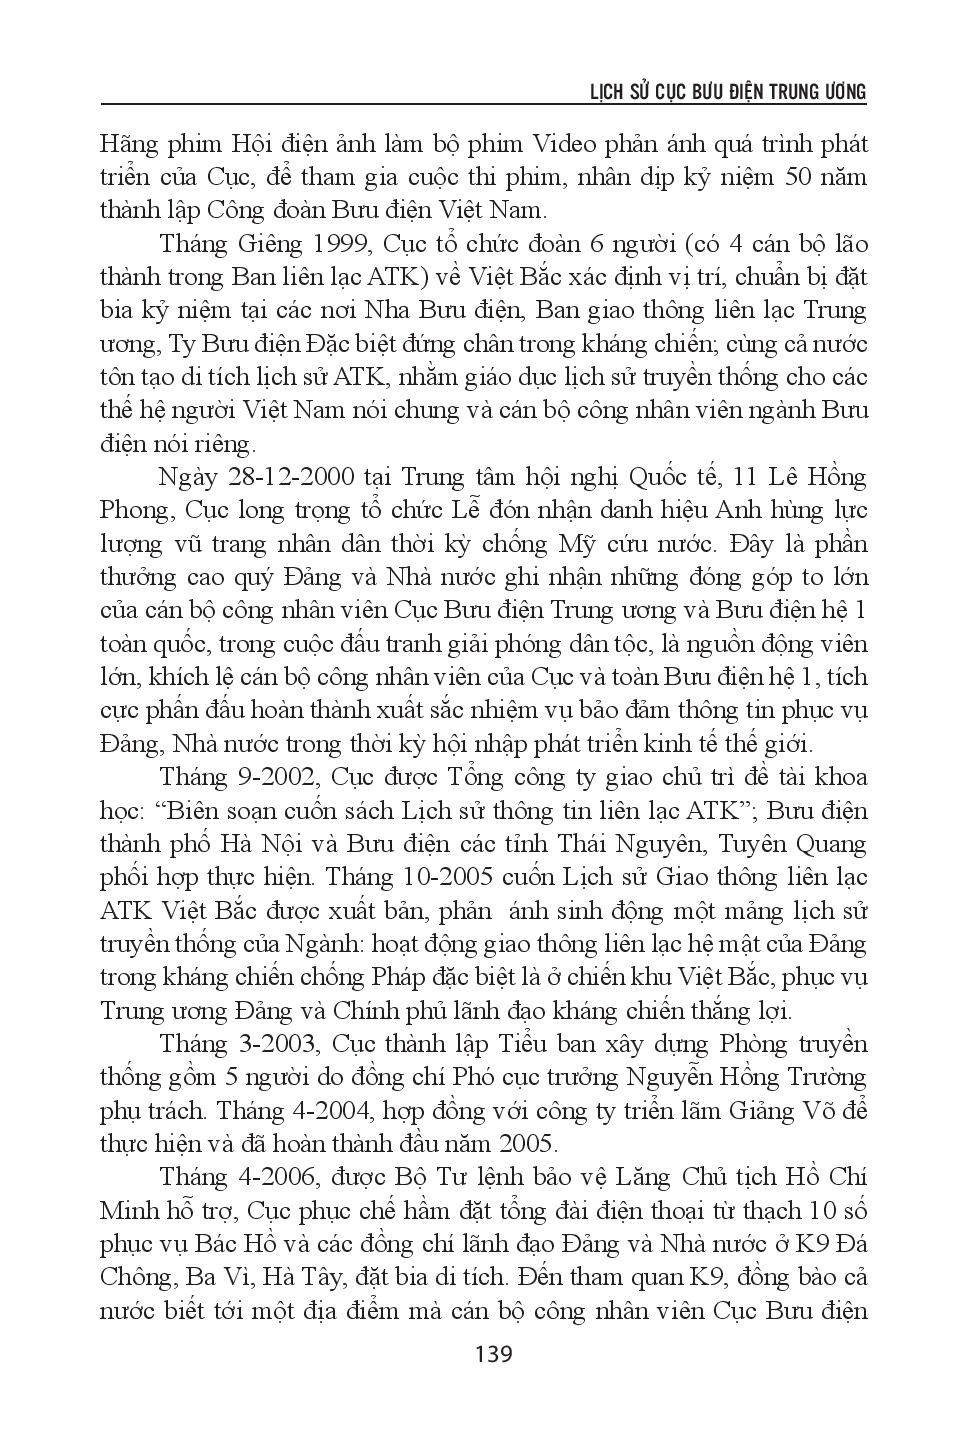 LỊCH SỬ CỤC BƯU ĐIỆN TRUNG ƯƠNG
Hãng phim Hội điện ảnh làm bộ phim Video phản ánh quá trình phát
triển của Cục, để tham gia cuộc thi phim, nhân dịp kỷ niệm 50 năm
thành lập Công đoàn Bưu điện Việt Nam.
Tháng Giêng 1999, Cục tổ chức đoàn 6 người (có 4 cán bộ lão
thành trong Ban liên lạc ATK) về Việt Bắc xác định vị trí, chuẩn bị đặt
bia kỷ niệm tại các nơi Nha Bưu điện, Ban giao thông liên lạc Trung
ương, Ty Bưu điện Đặc biệt đứng chân trong kháng chiến; cùng cả nước
tôn tạo di tích lịch sử ATK, nhằm giáo dục lịch sử truyền thống cho các
thế hệ người Việt Nam nói chung và cán bộ công nhân viên ngành Bưu
điện nói riêng.
Ngày 28-12-2000 tại Trung tâm hội nghị Quốc tế, 11 Lê Hồng
Phong, Cục long trọng tổ chức Lễ đón nhận danh hiệu Anh hùng lực
lượng vũ trang nhân dân thời kỳ chống Mỹ cứu nước. Đây là phần
thưởng cao quý Đảng và Nhà nước ghi nhận những đóng góp to lớn
của cán bộ công nhân viên Cục Bưu điện Trung ương và Bưu điện hệ 1
toàn quốc, trong cuộc đấu tranh giải phóng dân tộc, là nguồn động viên
lớn, khích lệ cán bộ công nhân viên của Cục và toàn Bưu điện hệ 1, tích
cực phấn đấu hoàn thành xuất sắc nhiệm vụ bảo đảm thông tin phục vụ
Đảng, Nhà nước trong thời kỳ hội nhập phát triển kinh tế thế giới.
Tháng 9-2002, Cục được Tổng công ty giao chủ trì đề tài khoa
học: “Biên soạn cuốn sách Lịch sử thông tin liên lạc ATK”; Bưu điện
thành phố Hà Nội và Bưu điện các tỉnh Thái Nguyên, Tuyên Quang
phối hợp thực hiện. Tháng 10-2005 cuốn Lịch sử Giao thông liên lạc
ATK Việt Bắc được xuất bản, phản ánh sinh động một mảng lịch sử
truyền thống của Ngành: hoạt động giao thông liên lạc hệ mật của Đảng
trong kháng chiến chống Pháp đặc biệt là ở chiến khu Việt Bắc, phục vụ
Trung ương Đảng và Chính phủ lãnh đạo kháng chiến thắng lợi.
Tháng 3-2003, Cục thành lập Tiểu ban xây dựng Phòng truyền
thống gồm 5 người do đồng chí Phó cục trưởng Nguyễn Hồng Trường
phụ trách. Tháng 4-2004, hợp đồng với công ty triển lãm Giảng Võ để
thực hiện và đã hoàn thành đầu năm 2005.
Tháng 4-2006, được Bộ Tư lệnh bảo vệ Lăng Chủ tịch Hồ Chí
Minh hỗ trợ, Cục phục chế hầm đặt tổng đài điện thoại từ thạch 10 số
phục vụ Bác Hồ và các đồng chí lãnh đạo Đảng và Nhà nước ở K9 Đá
Chông, Ba Vì, Hà Tây, đặt bia di tích. Đến tham quan K9, đồng bào cả
nước biết tới một địa điểm mà cán bộ công nhân viên Cục Bưu điện
139